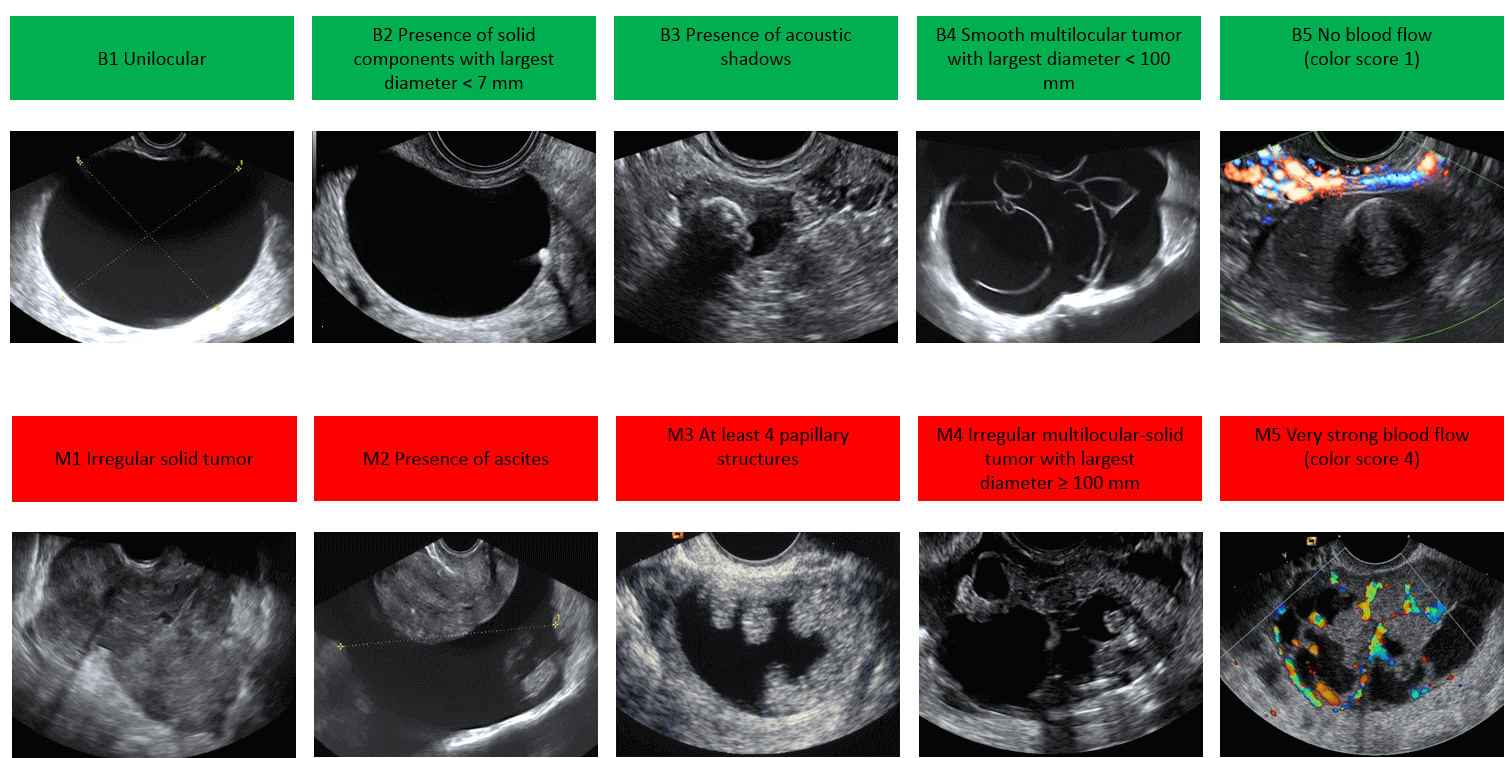 B1 Unilocular
B2 Presence of solid
components with largest
diameter < 7 mm
B3 Presence of acoustic
shadows
B4 Smooth multilocular tumor
with largest diameter < 100
mm
B5 No blood flow
(color score 1)
M1 Irregular solid tumor
M2 Presence of ascites
M3 At least 4 papillary
structures
M4 Irregular multilocular-solid
tumor with largest
diameter ≥ 100 mm
M5 Very strong blood flow
(color score 4)